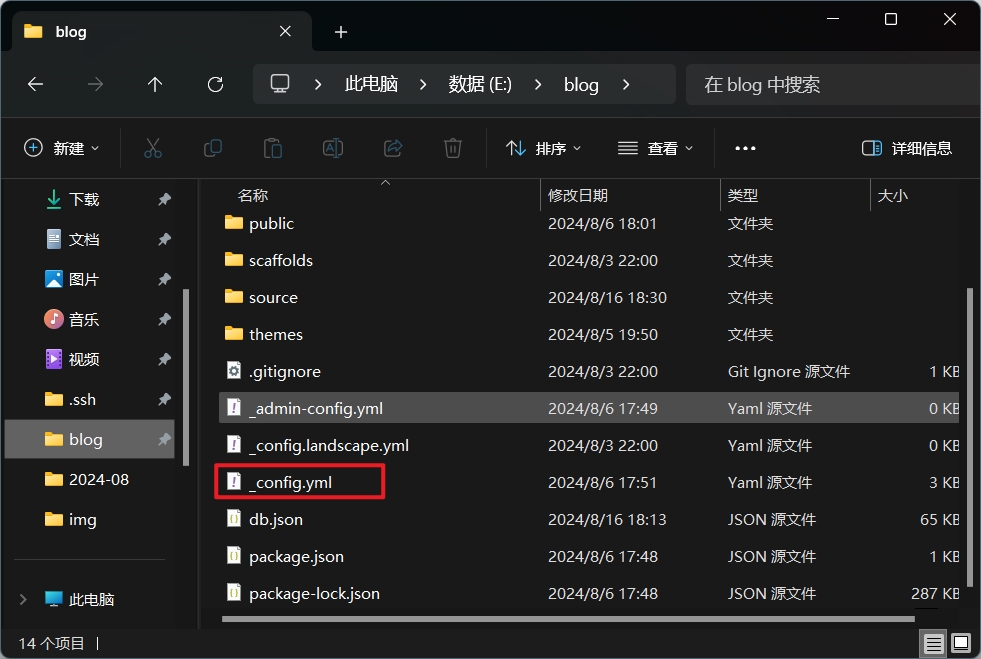 blog
此电脑 数据 (E:) blog 在 blog 中搜索
新建 排序 查看 详细信息
名称 修改日期 类型 大小
下载
文档
图片
音乐
视频
.ssh
blog
2024-08
img
此电脑
public 2024/8/6 18:01 文件夹
scaffolds 2024/8/3 22:00 文件夹
source 2024/8/16 18:30 文件夹
themes 2024/8/5 19:50 文件夹
.gitignore 2024/8/3 22:00 Git Ignore 源文件 1 KB
_admin-config.yml 2024/8/6 17:49 Yaml 源文件 0 KB
_config.landscape.yml 2024/8/3 22:00 Yaml 源文件 0 KB
_config.yml 2024/8/6 17:51 Yaml 源文件 3 KB
db.json 2024/8/16 18:13 JSON 源文件 65 KB
package.json 2024/8/6 17:48 JSON 源文件 1 KB
package-lock.json 2024/8/6 17:48 JSON 源文件 287 KB
14 个项目